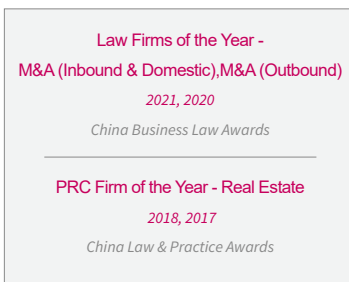 Law Firms of the Year -
M&A (Inbound & Domestic),M&A (Outbound)
2021, 2020
China Business Law Awards
PRC Firm of the Year - Real Estate
2018, 2017
China Law & Practice Awards